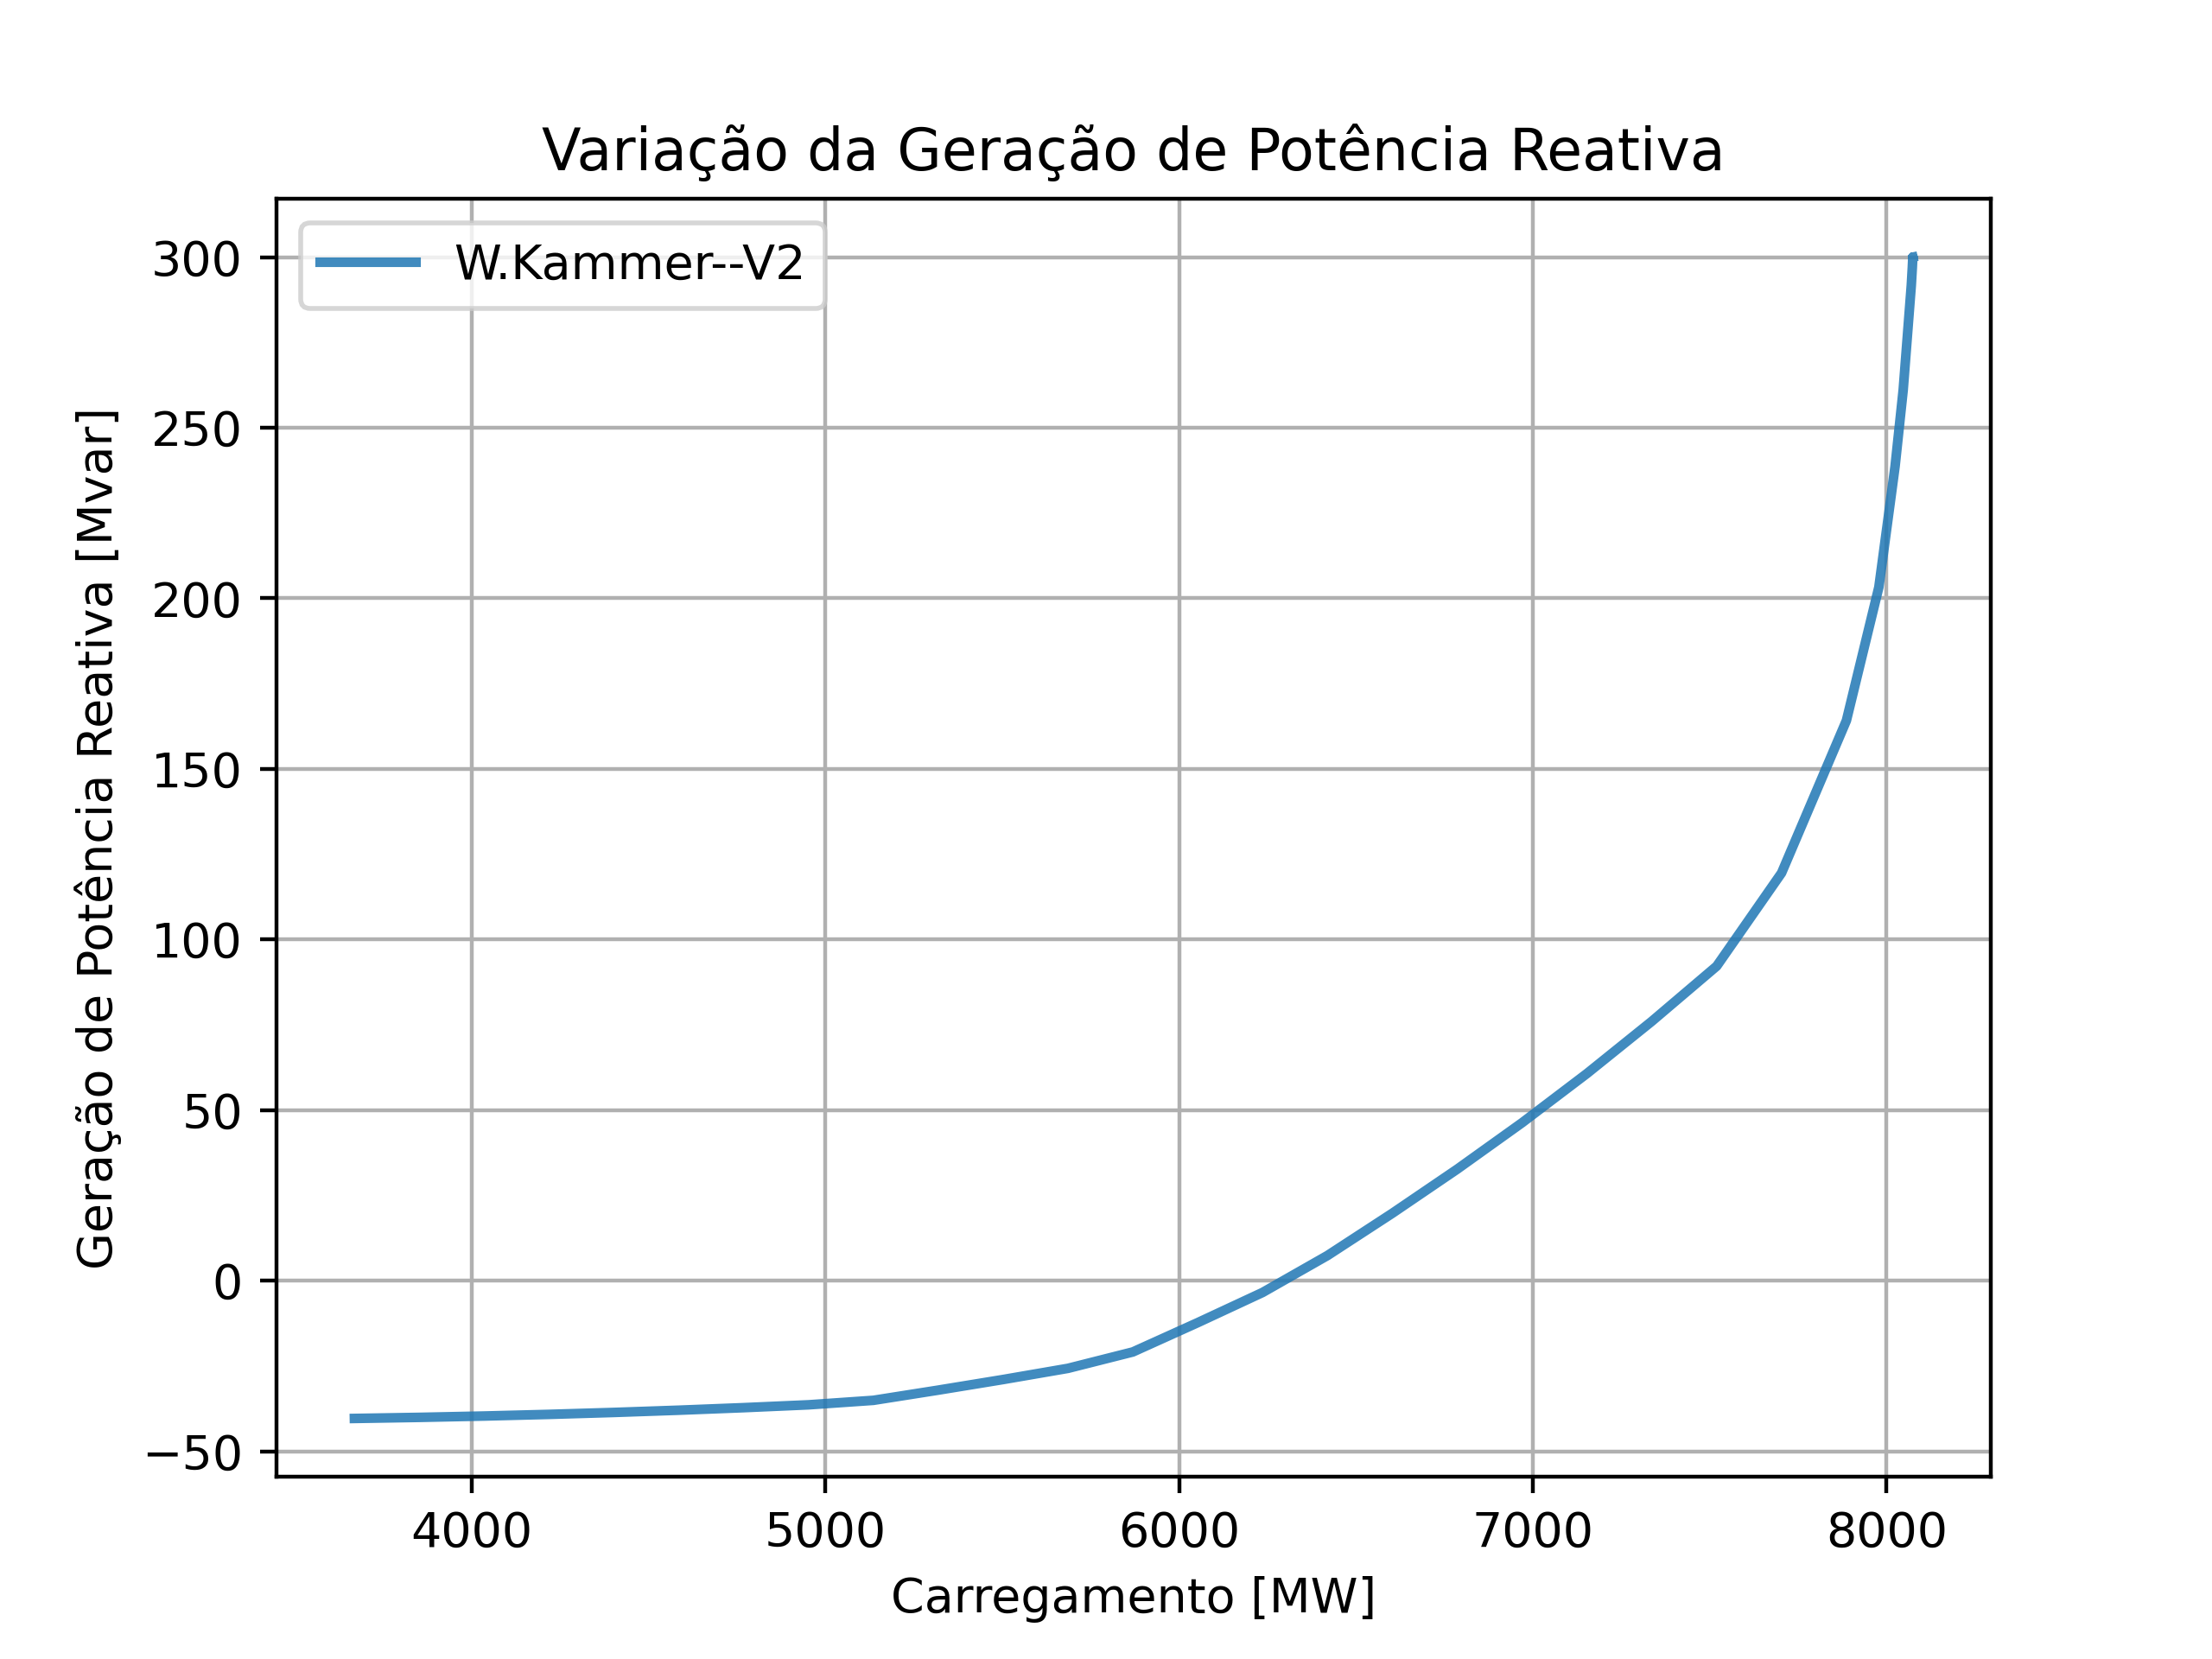 Variação da Geração de Potência Reativa
W.Kammer--V2
Geração de Potência Reativa [Mvar]
300
250
200
150
100
50
0
−50
4000 5000 6000 7000 8000
Carregamento [MW]